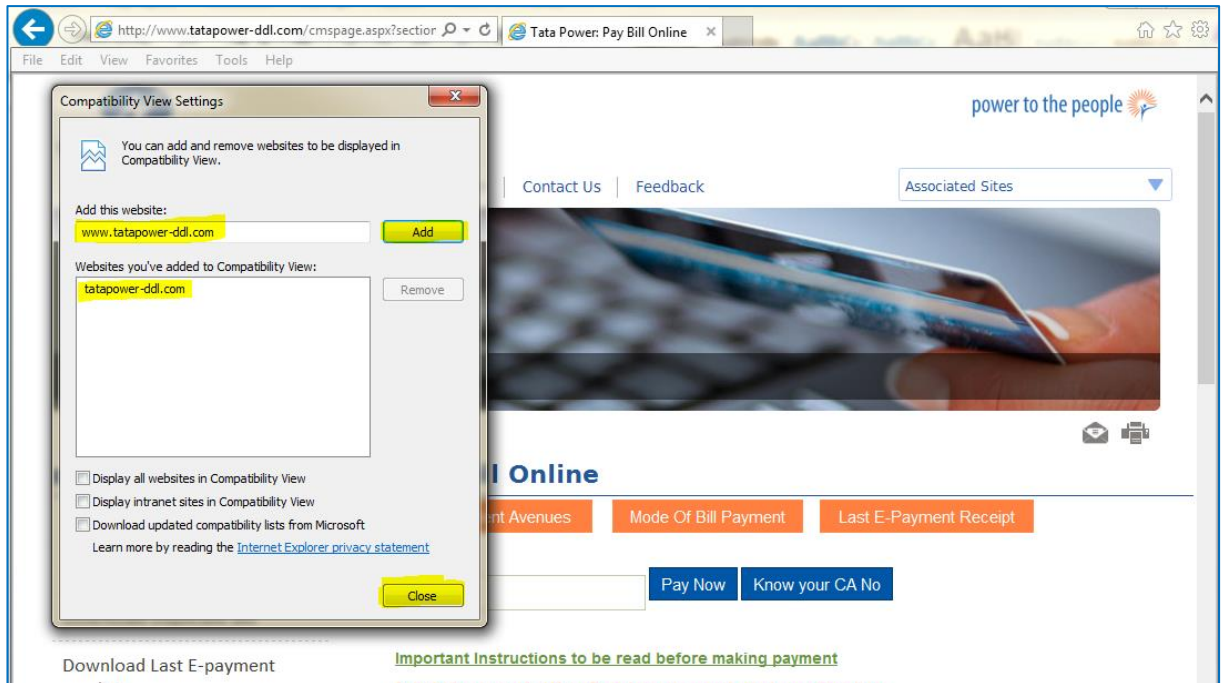 http://www.tatapower-ddl.com/cmspage.aspx?section
Tata Power: Pay Bill Online
File Edit View Favorites Tools Help
Compatibility View Settings
power to the people
You can add and remove websites to be displayed in
Compatibility View.
Contact Us Feedback
Associated Sites
Add this website:
www.tatapower-ddl.com
Add
Websites you've added to Compatibility View:
tatapower-ddl.com
Remove
Display all websites in Compatibility View
Display intranet sites in Compatibility View
Download updated compatibility lists from Microsoft
Learn more by reading the Internet Explorer privacy statement
Close
Online
Avenues
Mode Of Bill Payment
Last E-Payment Receipt
Pay Now
Know your CA No
Download Last E-payment
Important Instructions to be read before making payment